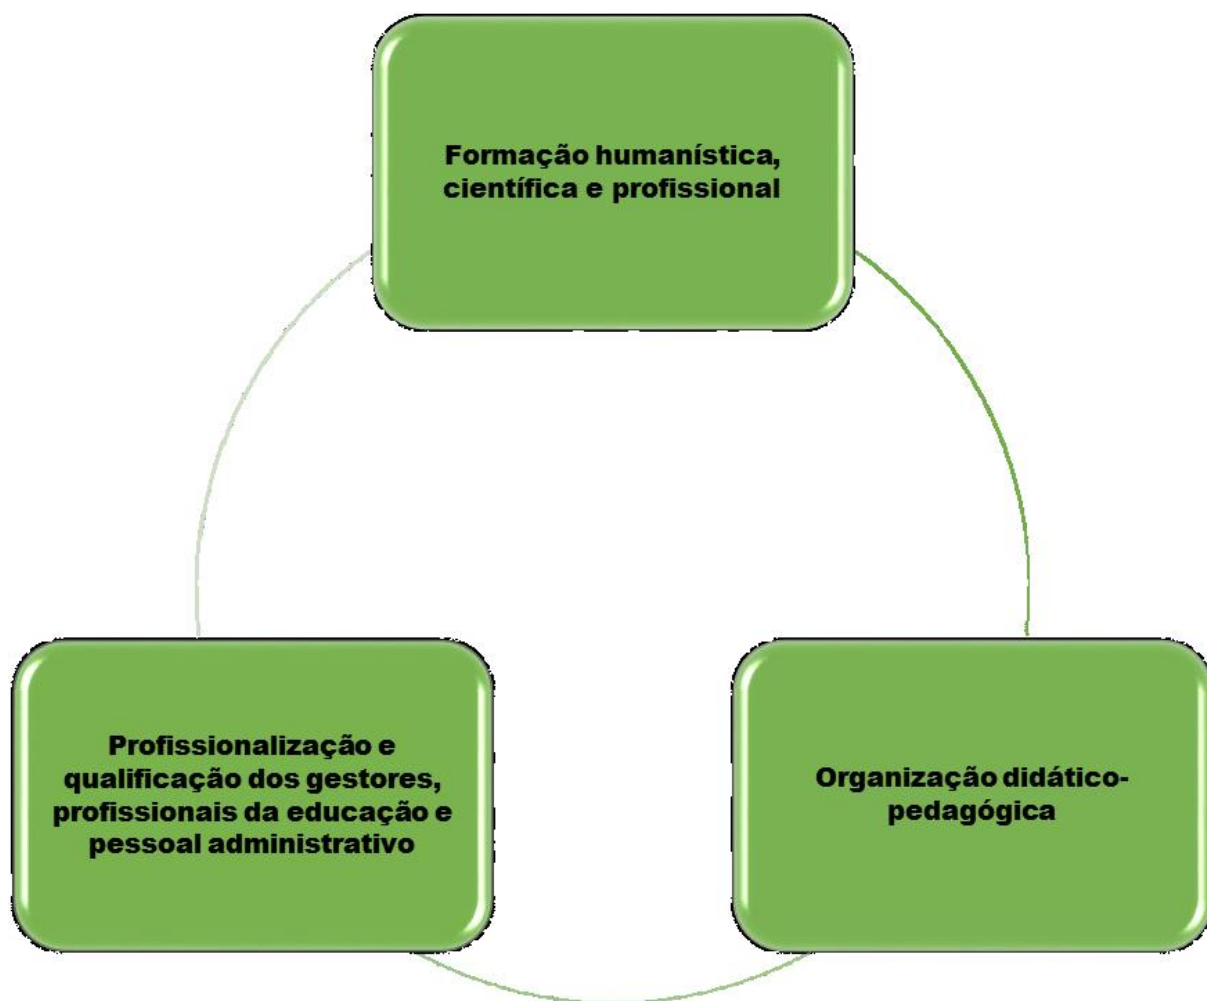 Formação humanística,
científica e profissional
Profissionalização e
qualificação dos gestores,
profissionais da educação e
pessoal administrativo
Organização didático-
pedagógica